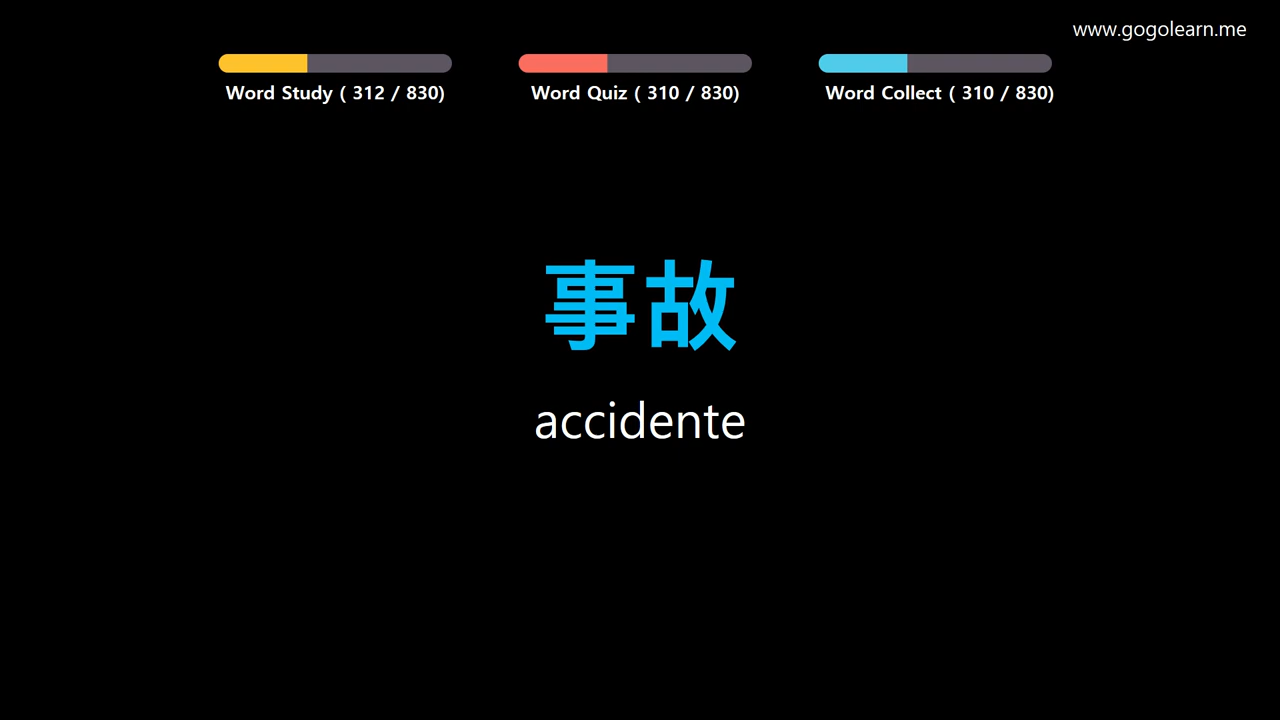 www.gogolearn.me
Word Study ( 312 / 830)
Word Quiz ( 310 / 830)
Word Collect ( 310 / 830)
事故
accidente